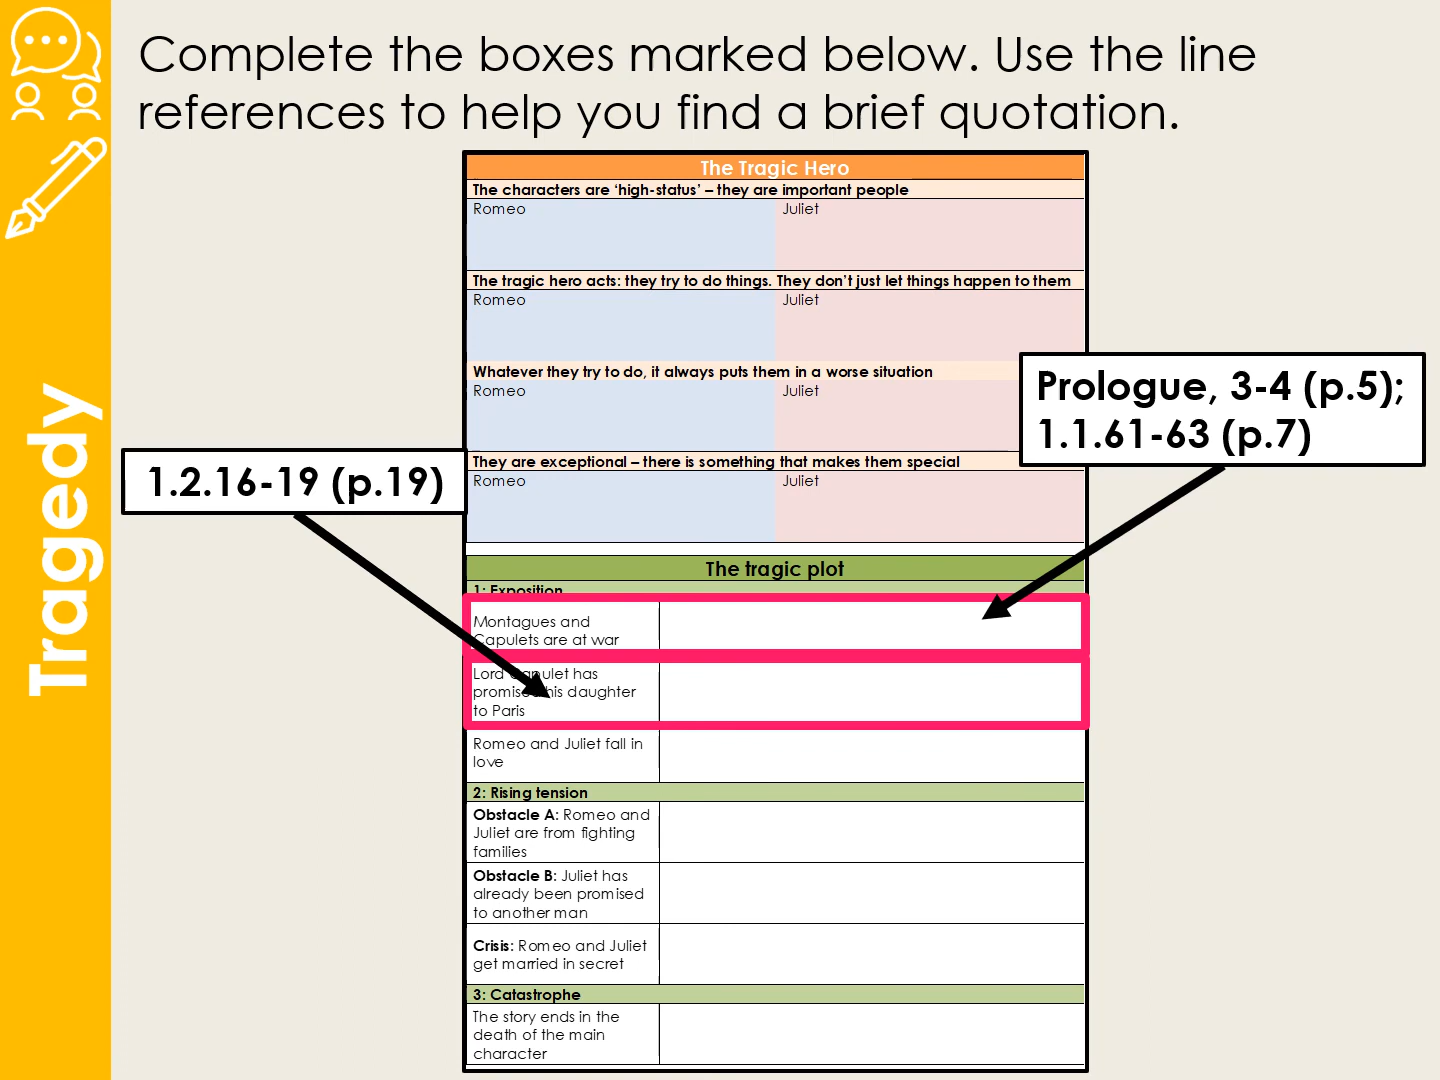 Tragedy
Complete the boxes marked below. Use the line
references to help you find a brief quotation.
The Tragic Hero
The characters are ‘high-status’ – they are important people
Romeo
Juliet
The tragic hero acts: they try to do things. They don’t just let things happen to them
Romeo
Juliet
Whatever they try to do, it always puts them in a worse situation
Romeo
Prologue, 3-4 (p.5);
1.1.61-63 (p.7)
They are exceptional – there is something that makes them special
1.2.16-19 (p.19)
Romeo
Juliet
The tragic plot
1: Exposition
Montagues and
Capulets are at war
Lord Capulet has
promised his daughter
to Paris
Romeo and Juliet fall in
love
2: Rising tension
Obstacle A: Romeo and
Juliet are from fighting
families
Obstacle B: Juliet has
already been promised
to another man
Crisis: Romeo and Juliet
get married in secret
3: Catastrophe
The story ends in the
death of the main
character